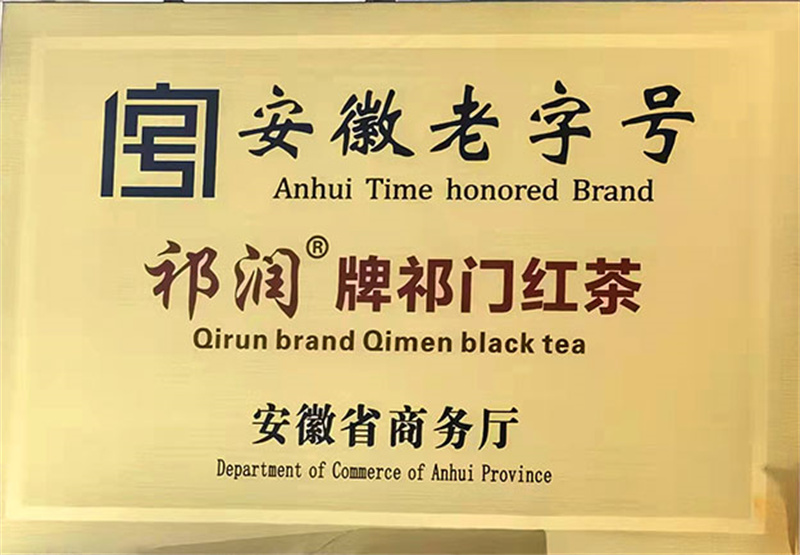 安徽老字号
Anhui Time honored Brand
祁润®牌祁门红茶
Qirun brand Qimen black tea
安徽省商务厅
Department of Commerce of Anhui Province